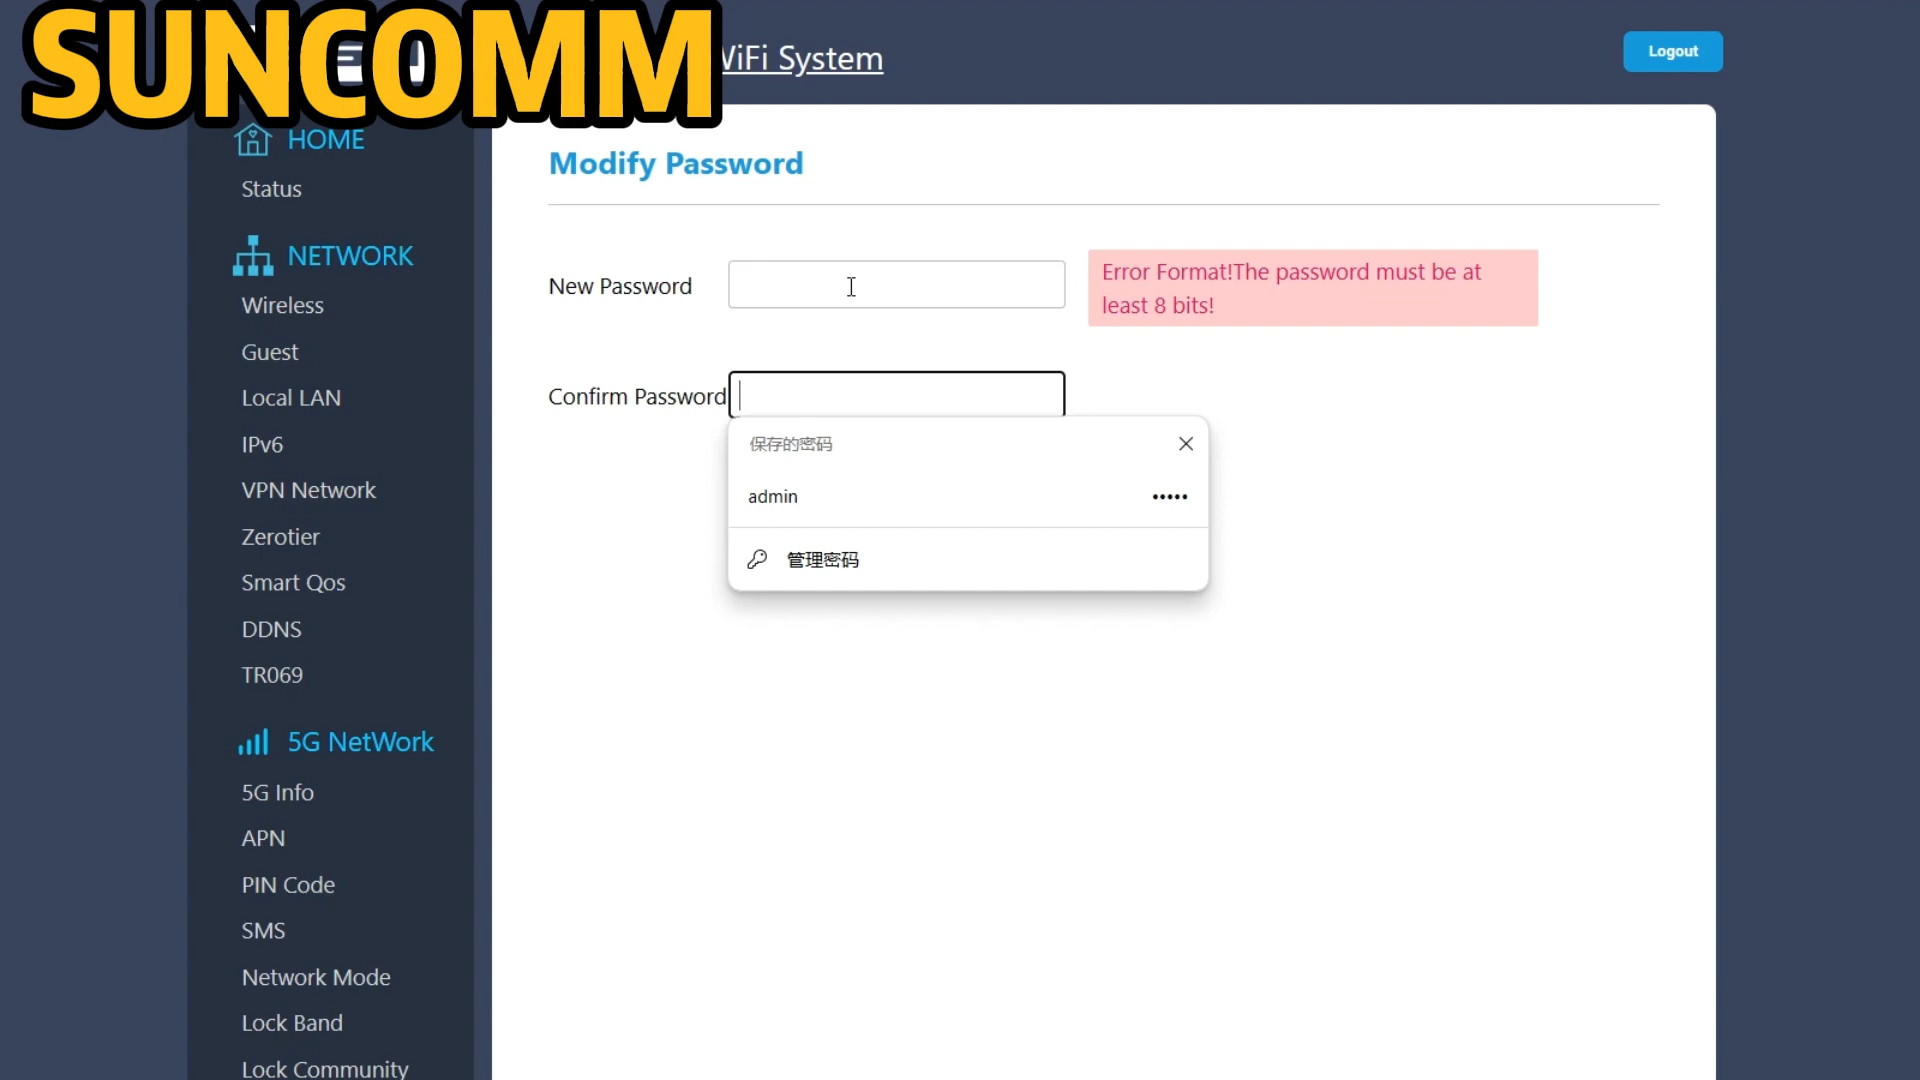 SUNCOMM
WiFi System
Logout
HOME
Status
NETWORK
Wireless
Guest
Local LAN
IPv6
VPN Network
Zerotier
Smart Qos
DDNS
TR069
5G NetWork
5G Info
APN
PIN Code
SMS
Network Mode
Lock Band
Lock Community
Modify Password
New Password
Error Format!The password must be at
least 8 bits!
Confirm Password
保存的密码
admin •••••
管理密码